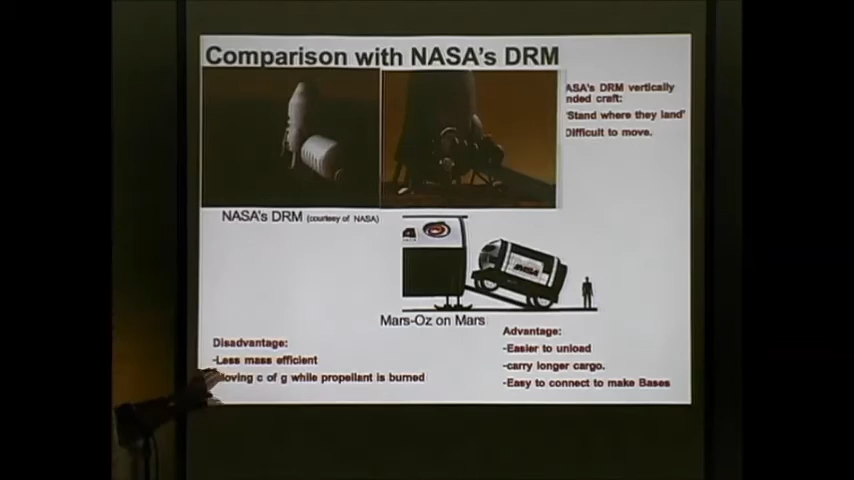 Comparison with NASA's DRM
ASA's DRM vertically
nded craft:
'Stand where they land'
Difficult to move.
NASA's DRM (courtesy of NASA)
Mars-Oz on Mars
Disadvantage:
-Less mass efficient
oving c of g while propellant is burned
Advantage:
-Easier to unload
-carry longer cargo.
-Easy to connect to make Bases